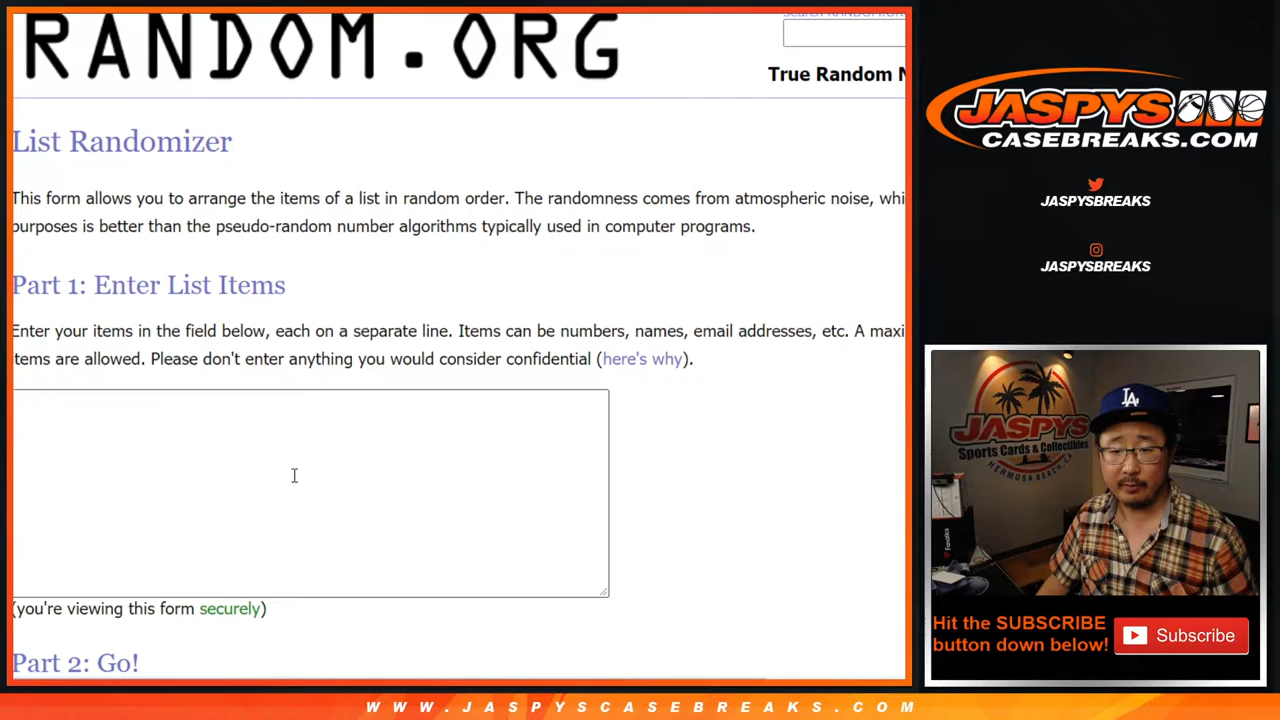 RANDOM.ORG
True Random N
List Randomizer
This form allows you to arrange the items of a list in random order. The randomness comes from atmospheric noise, whi
purposes is better than the pseudo-random number algorithms typically used in computer programs.
Part 1: Enter List Items
Enter your items in the field below, each on a separate line. Items can be numbers, names, email addresses, etc. A maxi
tems are allowed. Please don't enter anything you would consider confidential (here's why).
(you're viewing this form securely)
Part 2: Go!
JASPYS
CASEBREAKS.COM
JASPYSBREAKS
JASPYSBREAKS
JASPYS
Sports Cards & Collectibles
HERMOSA BEACH, CA
LA
Fanatics
Hit the SUBSCRIBE
button down below!
Subscribe
WWW.JASPYSCASEBREAKS.COM